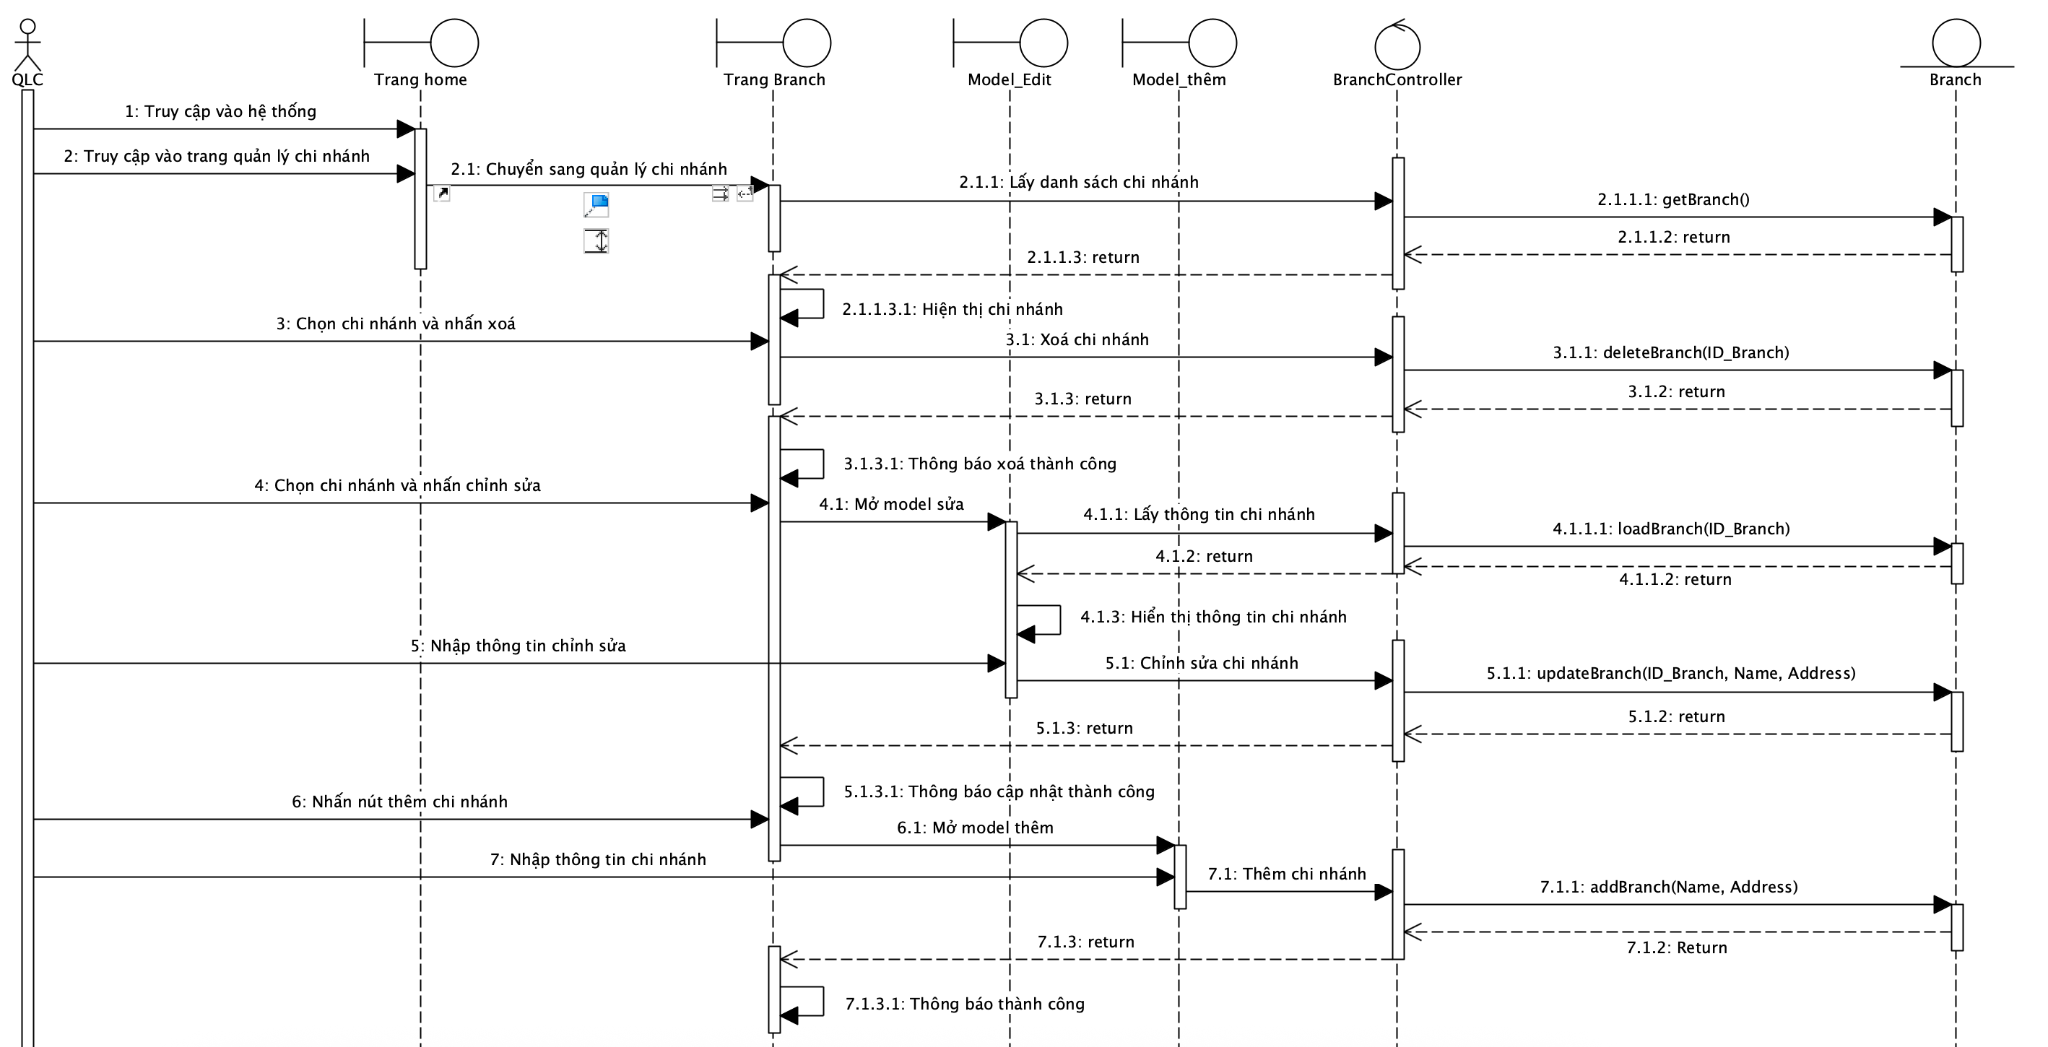 QLC
Trang home
Trang Branch
Model_Edit
Model_thêm
BranchController
Branch
1: Truy cập vào hệ thống
2: Truy cập vào trang quản lý chi nhánh
2.1: Chuyển sang quản lý chi nhánh
2.1.1: Lấy danh sách chi nhánh
2.1.1.1: getBranch()
2.1.1.2: return
2.1.1.3: return
2.1.1.3.1: Hiện thị chi nhánh
3: Chọn chi nhánh và nhấn xoá
3.1: Xoá chi nhánh
3.1.1: deleteBranch(ID_Branch)
3.1.2: return
3.1.3: return
3.1.3.1: Thông báo xoá thành công
4: Chọn chi nhánh và nhấn chỉnh sửa
4.1: Mở model sửa
4.1.1: Lấy thông tin chi nhánh
4.1.1.1: loadBranch(ID_Branch)
4.1.2: return
4.1.1.2: return
4.1.3: Hiển thị thông tin chi nhánh
5: Nhập thông tin chỉnh sửa
5.1: Chỉnh sửa chi nhánh
5.1.1: updateBranch(ID_Branch, Name, Address)
5.1.2: return
5.1.3: return
5.1.3.1: Thông báo cập nhật thành công
6: Nhấn nút thêm chi nhánh
6.1: Mở model thêm
7: Nhập thông tin chi nhánh
7.1: Thêm chi nhánh
7.1.1: addBranch(Name, Address)
7.1.3: return
7.1.2: Return
7.1.3.1: Thông báo thành công